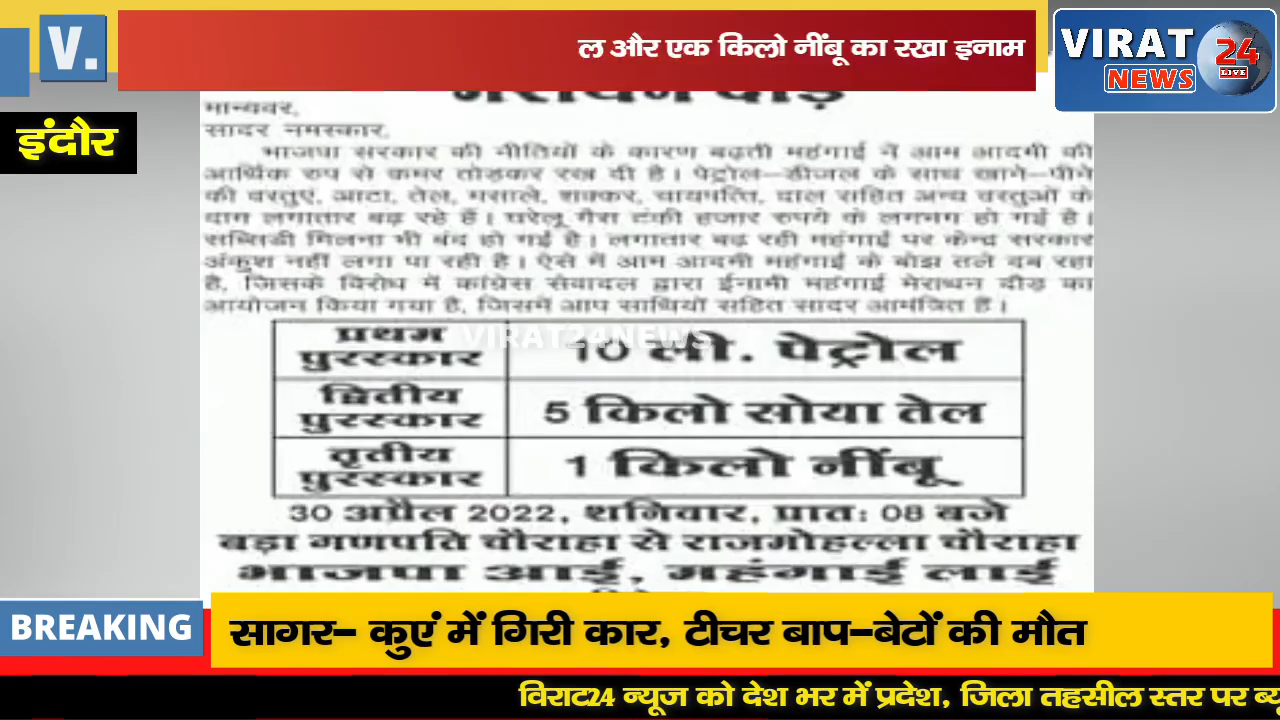 V.
ल और एक किलो नींबू का रखा इनाम
VIRAT
24
LIVE
NEWS
इंदौर
मान्यवर,
सादर नमस्कार,
भाजपा सरकार की नीतियों के कारण बढ़ती महंगाई नें आम आदमी की
आर्थिक रुप से कमर तोड़कर रख दी है। पेट्रोल–डीजल के साथ खाने–पीने
की वस्तुएं, आटा, तेल, मसाले, शक्कर, चायपत्ति, दाल सहित अन्य वस्तुओं के
दाम लगातार बढ़ रहे हैं। घरेलू गैस टंकी हजार रुपये के लगभग हो गई है।
सब्सिडी मिलना भी बंद हो गई है। लगातार बढ़ रही महंगाई पर केन्द्र सरकार
अंकुश नहीं लगा पा रही है। ऐसे में आम आदमी महंगाई के बोझ तले दब रहा
है, जिसके विरोध में कांग्रेस सेवादल द्वारा ईनामी महंगाई मेराथन दौड़ का
आयोजन किया गया है, जिसमें आप साथियों सहित सादर आमंत्रित हैं।
VIRAT24NEWS
प्रथम पुरस्कार 10 ली. पेट्रोल
द्वितीय पुरस्कार 5 किलो सोया तेल
तृतीय पुरस्कार 1 किलो नींबू
30 अप्रैल 2022, शनिवार, प्रात: 08 बजे
बड़ा गणपति चौराहा से राजमोहल्ला चौराहा
भाजपा आई, महंगाई लाई
BREAKING
सागर– कुएं में गिरी कार, टीचर बाप–बेटों की मौत
विराट24 न्यूज को देश भर में प्रदेश, जिला तहसील स्तर पर ब्यू